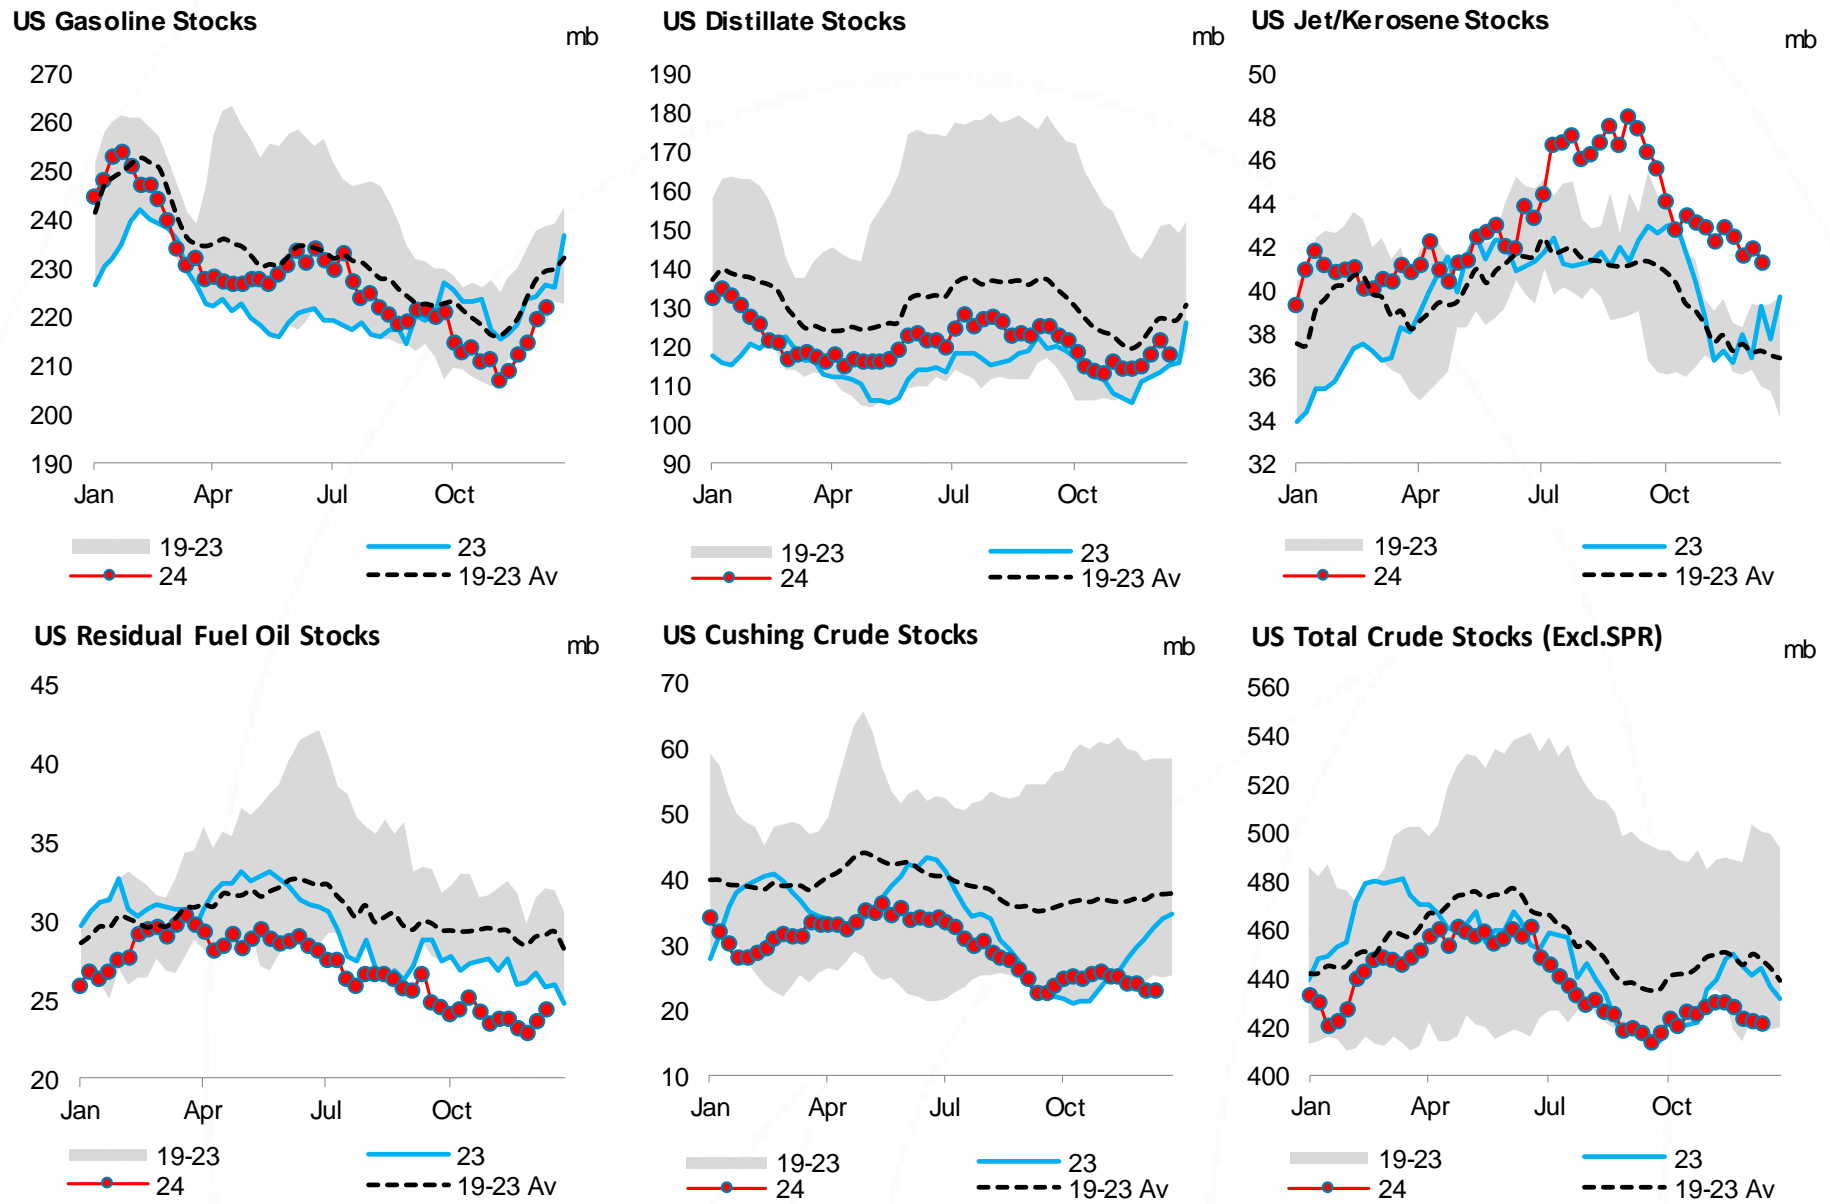 US Gasoline Stocks
mb
270
260
250
240
230
220
210
200
190
Jan Apr Jul Oct
19-23 23
24 19-23 Av
US Distillate Stocks
mb
190
180
170
160
150
140
130
120
110
100
90
Jan Apr Jul Oct
19-23 23
24 19-23 Av
US Jet/Kerosene Stocks
mb
50
48
46
44
42
40
38
36
34
32
Jan Apr Jul Oct
19-23 23
24 19-23 Av
US Residual Fuel Oil Stocks
mb
45
40
35
30
25
20
Jan Apr Jul Oct
19-23 23
24 19-23 Av
US Cushing Crude Stocks
mb
70
60
50
40
30
20
10
Jan Apr Jul Oct
19-23 23
24 19-23 Av
US Total Crude Stocks (Excl.SPR)
mb
560
540
520
500
480
460
440
420
400
Jan Apr Jul Oct
19-23 23
24 19-23 Av